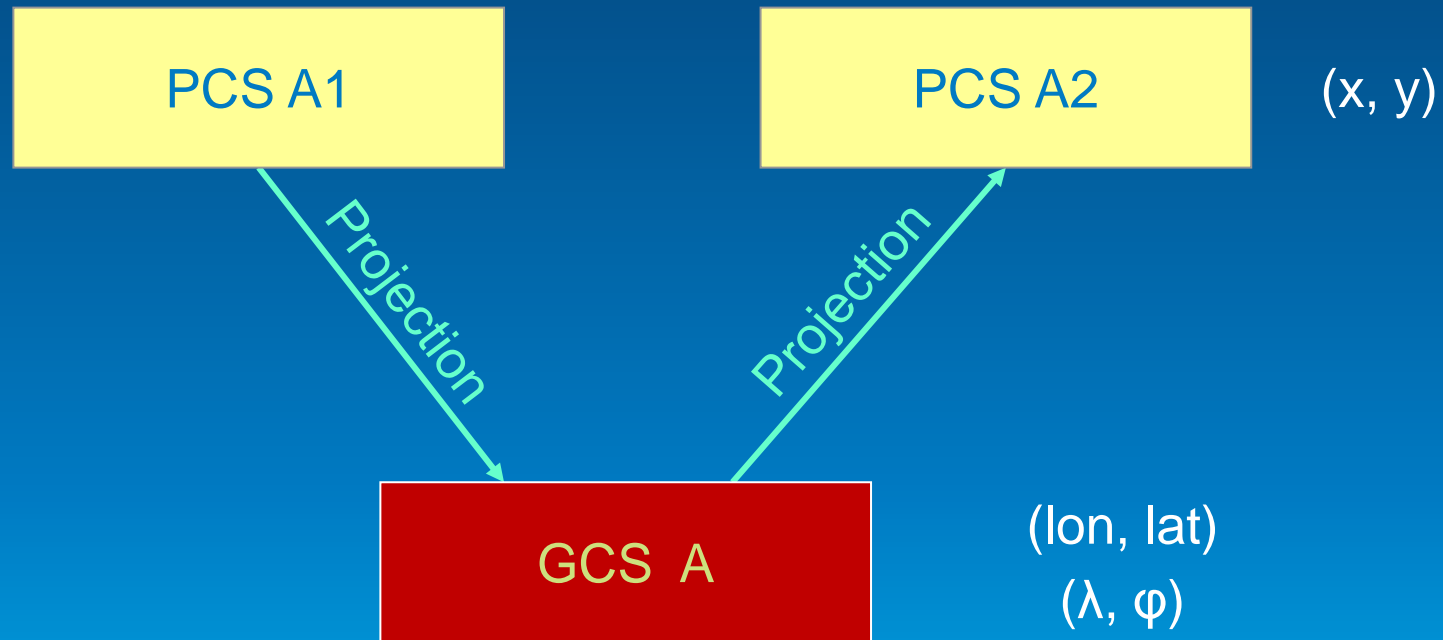 PCS A1
PCS A2
(x, y)
Projection
Projection
GCS A
(lon, lat)
(λ, φ)